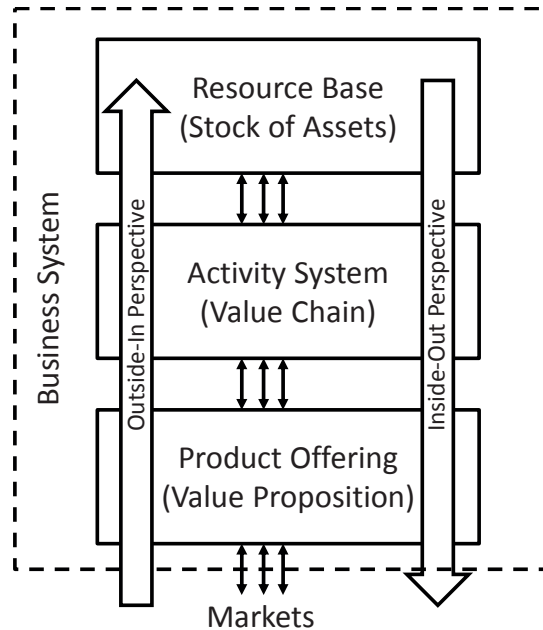 Resource Base
(Stock of Assets)
Business System
Outside-In Perspective
Activity System
(Value Chain)
Inside-Out Perspective
Product Offering
(Value Proposition)
Markets